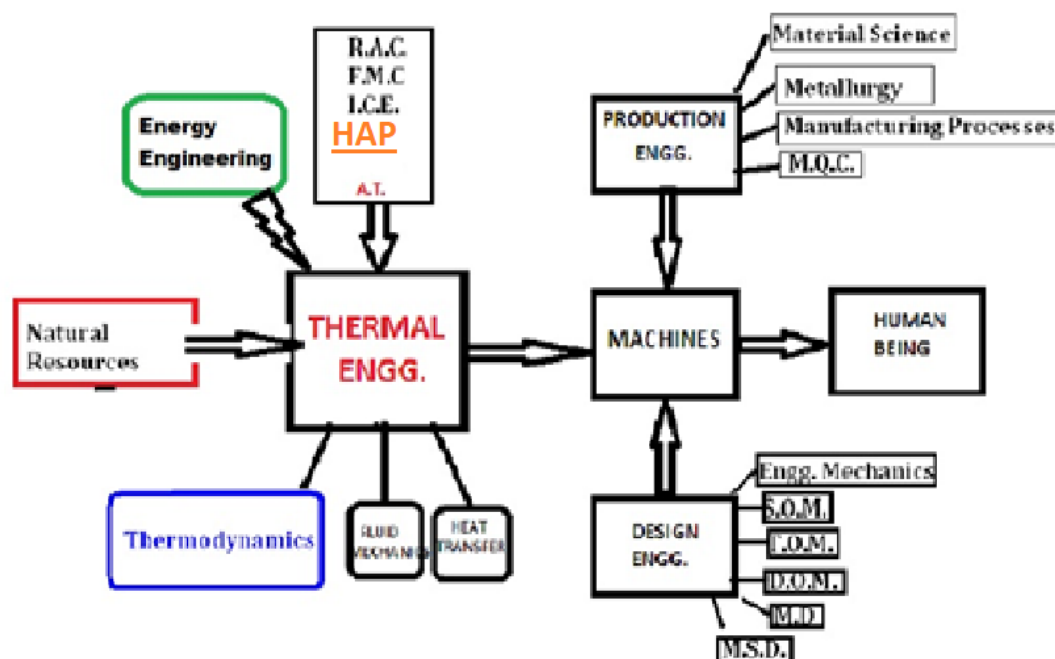 R.A.C.
F.M.C
I.C.E.
HAP
A.T.
Energy
Engineering
Natural
Resources
THERMAL
ENGG.
Thermodynamics
FLUID
MECHANICS
HEAT
TRANSFER
PRODUCTION
ENGG.
Material Science
Metallurgy
Manufacturing Processes
M.Q.C.
MACHINES
HUMAN
BEING
DESIGN
ENGG.
Engg. Mechanics
S.O.M.
T.O.M.
D.O.M.
M.D
M.S.D.